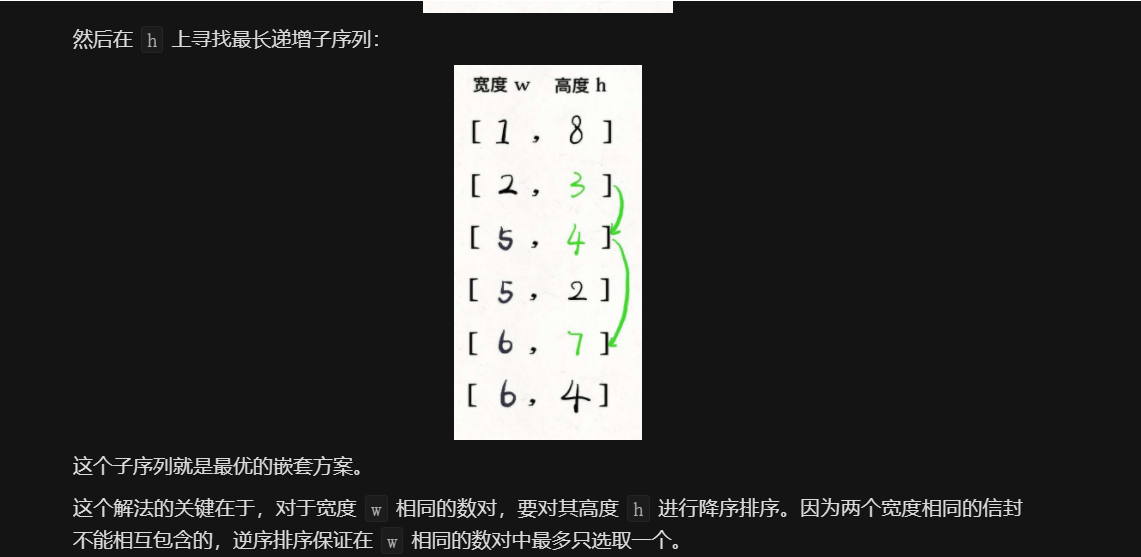 然后在 h 上寻找最长递增子序列：
宽度 w 高度 h
[ 1 , 8 ]
[ 2 , 3 ]
[ 5 , 4 ]
[ 5 , 2 ]
[ 6 , 7 ]
[ 6 , 4 ]
这个子序列就是最优的嵌套方案。
这个解法的关键在于，对于宽度 w 相同的数对，要对其高度 h 进行降序排序。因为两个宽度相同的信封
不能相互包含的，逆序排序保证在 w 相同的数对中最多只选取一个。